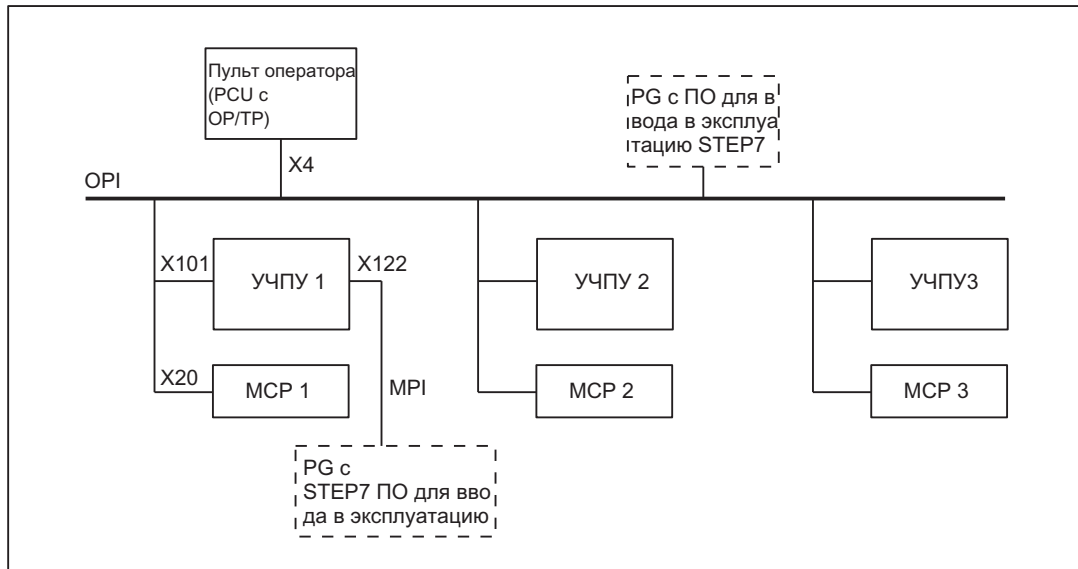 Пульт оператора
(PCU с
OP/TP)
X4
PG с ПО для в
вода в эксплуа
тацию STEP7
OPI
X101
УЧПУ 1
X122
УЧПУ 2
УЧПУ3
X20
MCP 1
MPI
MCP 2
MCP 3
PG с
STEP7 ПО для вво
да в эксплуатацию